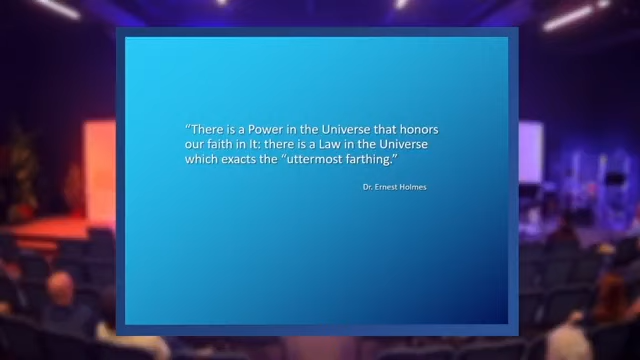 “There is a Power in the Universe that honors
our faith in It: there is a Law in the Universe
which exacts the “uttermost farthing.”
Dr. Ernest Holmes